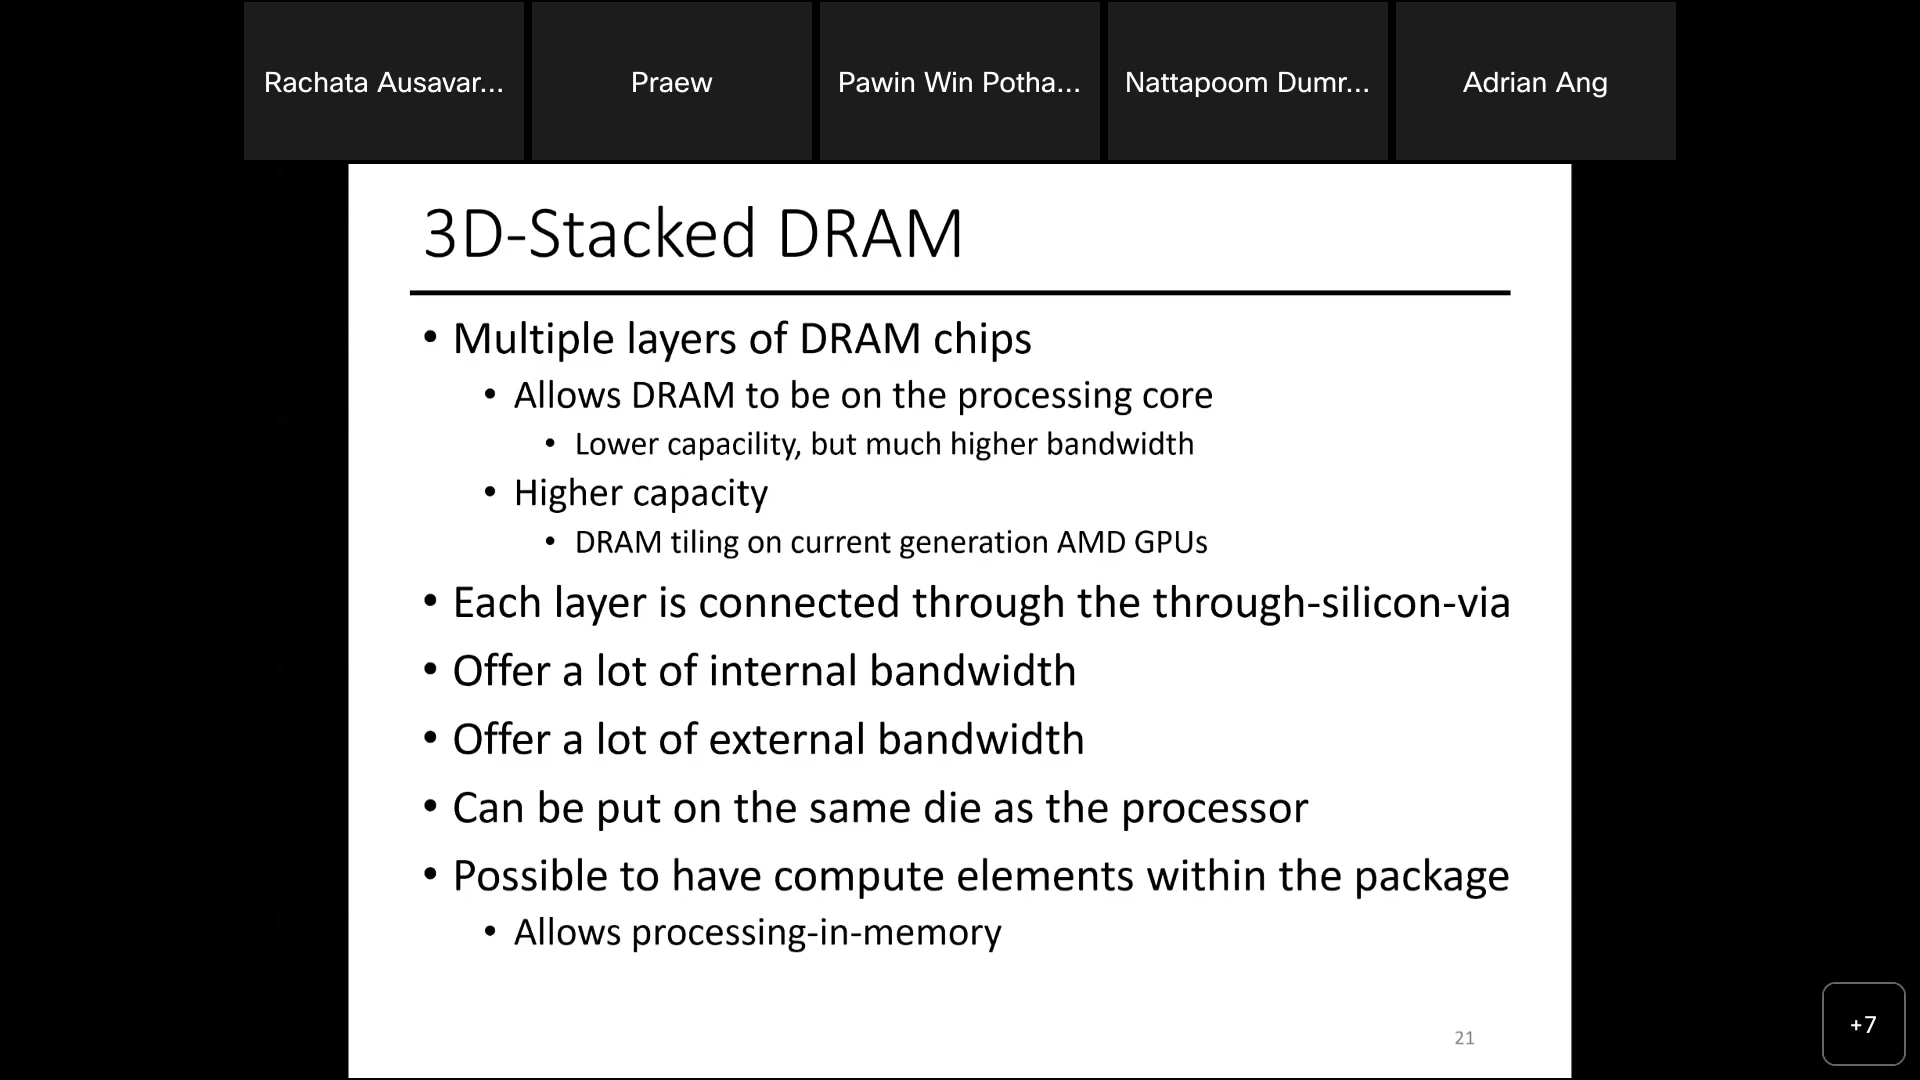 Rachata Ausavar...
Praew
Pawin Win Potha...
Nattapoom Dumr...
Adrian Ang
3D-Stacked DRAM
• Multiple layers of DRAM chips
• Allows DRAM to be on the processing core
• Lower capacility, but much higher bandwidth
• Higher capacity
• DRAM tiling on current generation AMD GPUs
• Each layer is connected through the through-silicon-via
• Offer a lot of internal bandwidth
• Offer a lot of external bandwidth
• Can be put on the same die as the processor
• Possible to have compute elements within the package
• Allows processing-in-memory
21
+7